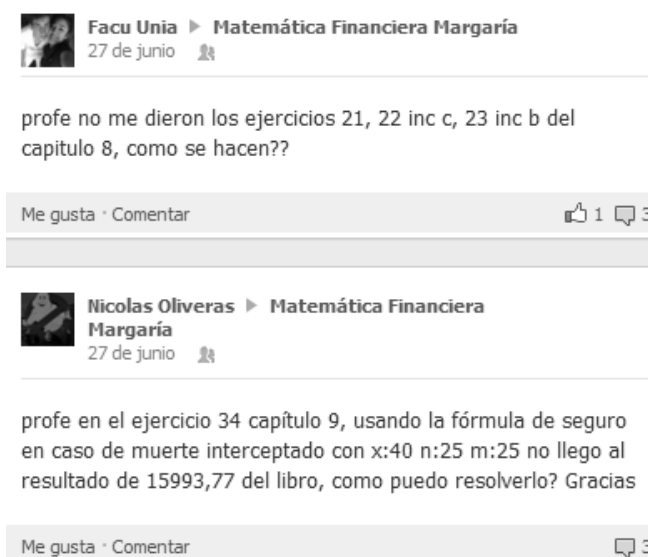 Facu Unia ▶ Matemática Financiera Margaría
27 de junio
profe no me dieron los ejercicios 21, 22 inc c, 23 inc b del
capitulo 8, como se hacen??
Me gusta · Comentar 1 3
Nicolas Oliveras ▶ Matemática Financiera
Margaría
27 de junio
profe en el ejercicio 34 capítulo 9, usando la fórmula de seguro
en caso de muerte interceptado con x:40 n:25 m:25 no llego al
resultado de 15993,77 del libro, como puedo resolverlo? Gracias
Me gusta · Comentar 3